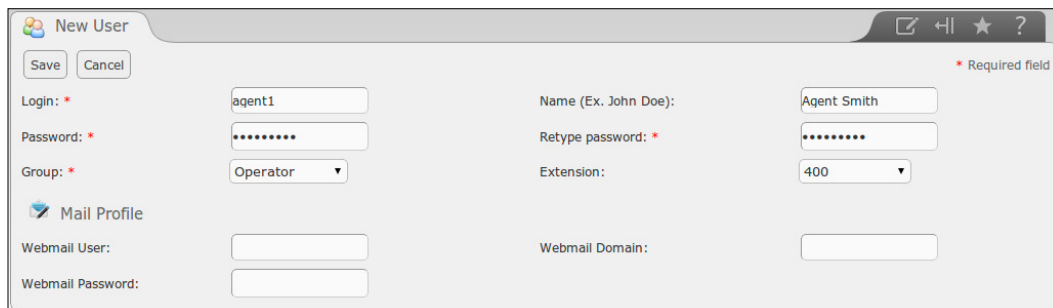 New User
?
Save Cancel * Required field
Login: * agent1 Name (Ex. John Doe): Agent Smith
Password: * ••••••••• Retype password: * •••••••••
Group: * Operator Extension: 400
Mail Profile
Webmail User: Webmail Domain:
Webmail Password: